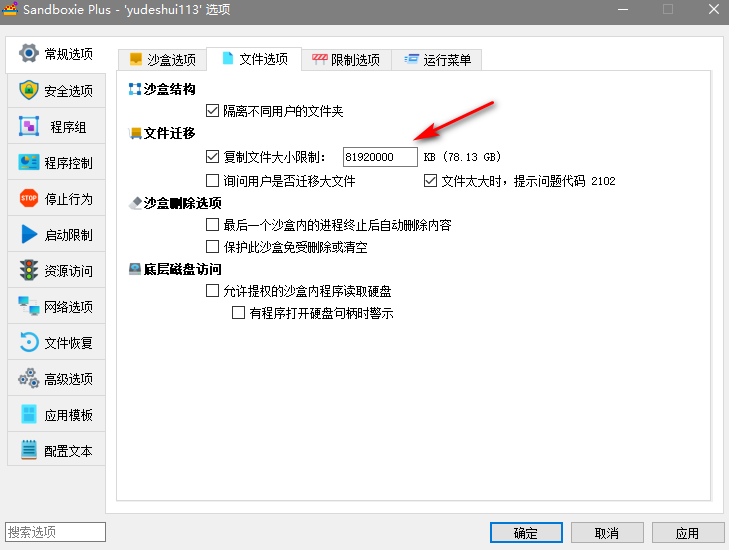 Sandboxie Plus - 'yudeshui113' 选项
常规选项
安全选项
程序组
程序控制
停止行为
STOP
启动限制
资源访问
网络选项
文件恢复
高级选项
应用模板
配置文本
沙盒选项 文件选项 限制选项 运行菜单
沙盒结构
隔离不同用户的文件夹
文件迁移
复制文件大小限制: 81920000 KB (78.13 GB)
询问用户是否迁移大文件 文件太大时,提示问题代码 2102
沙盒删除选项
最后一个沙盒内的进程终止后自动删除内容
保护此沙盒免受删除或清空
底层磁盘访问
允许提权的沙盒内程序读取硬盘
有程序打开硬盘句柄时警示
搜索选项
确定 取消 应用